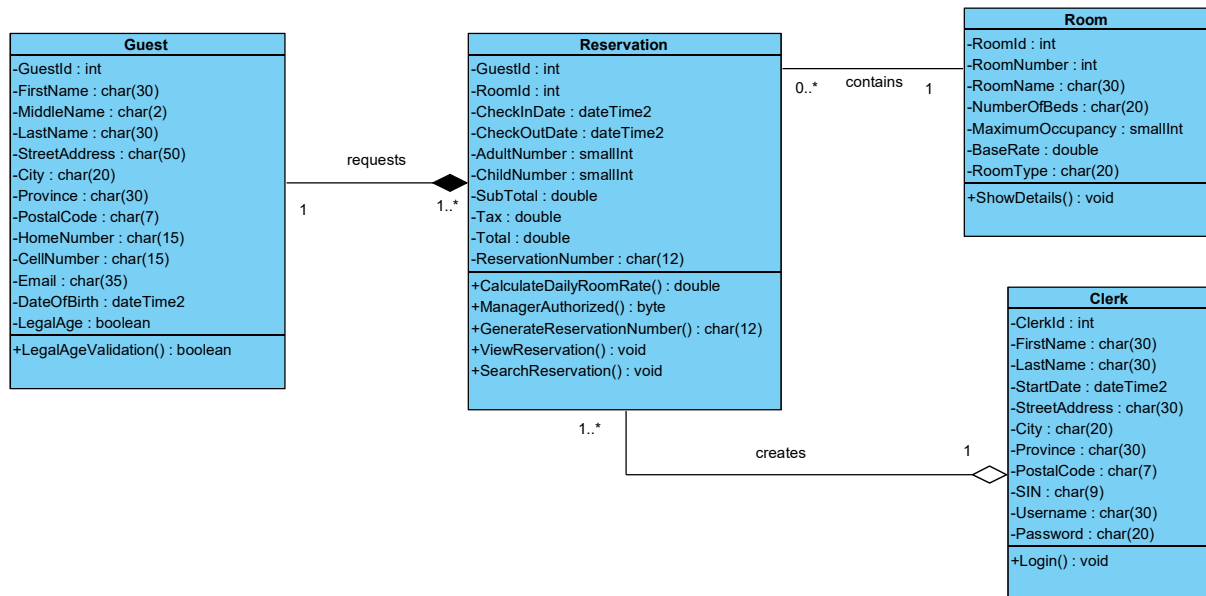 Guest
-GuestId : int
-FirstName : char(30)
-MiddleName : char(2)
-LastName : char(30)
-StreetAddress : char(50)
-City : char(20)
-Province : char(30)
-PostalCode : char(7)
-HomeNumber : char(15)
-CellNumber : char(15)
-Email : char(35)
-DateOfBirth : dateTime2
-LegalAge : boolean
+LegalAgeValidation() : boolean
requests
1
1..*
Reservation
-GuestId : int
-RoomId : int
-CheckInDate : dateTime2
-CheckOutDate : dateTime2
-AdultNumber : smallInt
-ChildNumber : smallInt
-SubTotal : double
-Tax : double
-Total : double
-ReservationNumber : char(12)
+CalculateDailyRoomRate() : double
+ManagerAuthorized() : byte
+GenerateReservationNumber() : char(12)
+ViewReservation() : void
+SearchReservation() : void
0..*
contains
1
Room
-RoomId : int
-RoomNumber : int
-RoomName : char(30)
-NumberOfBeds : char(20)
-MaximumOccupancy : smallInt
-BaseRate : double
-RoomType : char(20)
+ShowDetails() : void
1..*
creates
1
Clerk
-ClerkId : int
-FirstName : char(30)
-LastName : char(30)
-StartDate : dateTime2
-StreetAddress : char(30)
-City : char(20)
-Province : char(30)
-PostalCode : char(7)
-SIN : char(9)
-Username : char(30)
-Password : char(20)
+Login() : void